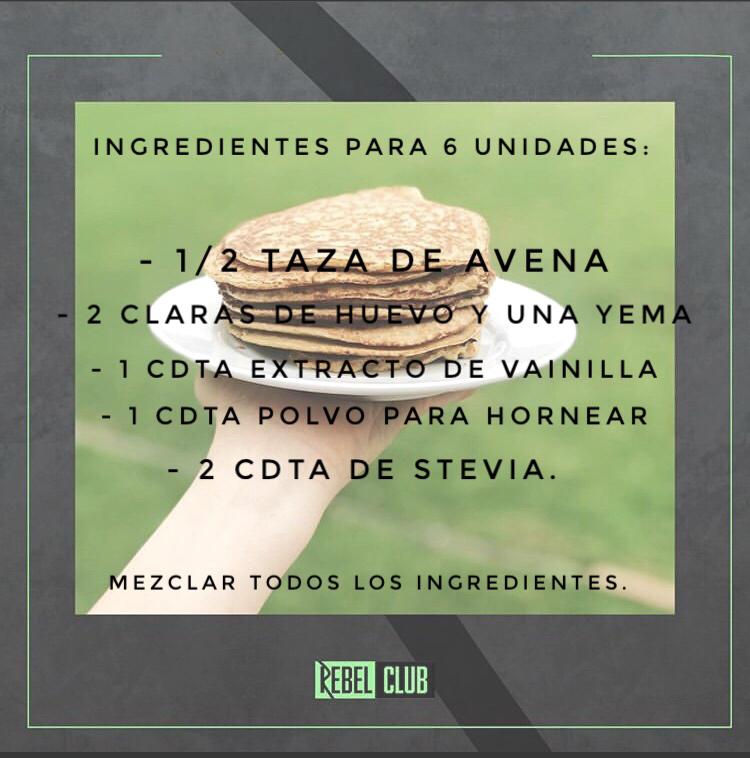 INGREDIENTES PARA 6 UNIDADES:
- 1/2 TAZA DE AVENA
- 2 CLARAS DE HUEVO Y UNA YEMA
- 1 CDTA EXTRACTO DE VAINILLA
- 1 CDTA POLVO PARA HORNEAR
- 2 CDTA DE STEVIA.
MEZCLAR TODOS LOS INGREDIENTES.
REBEL CLUB